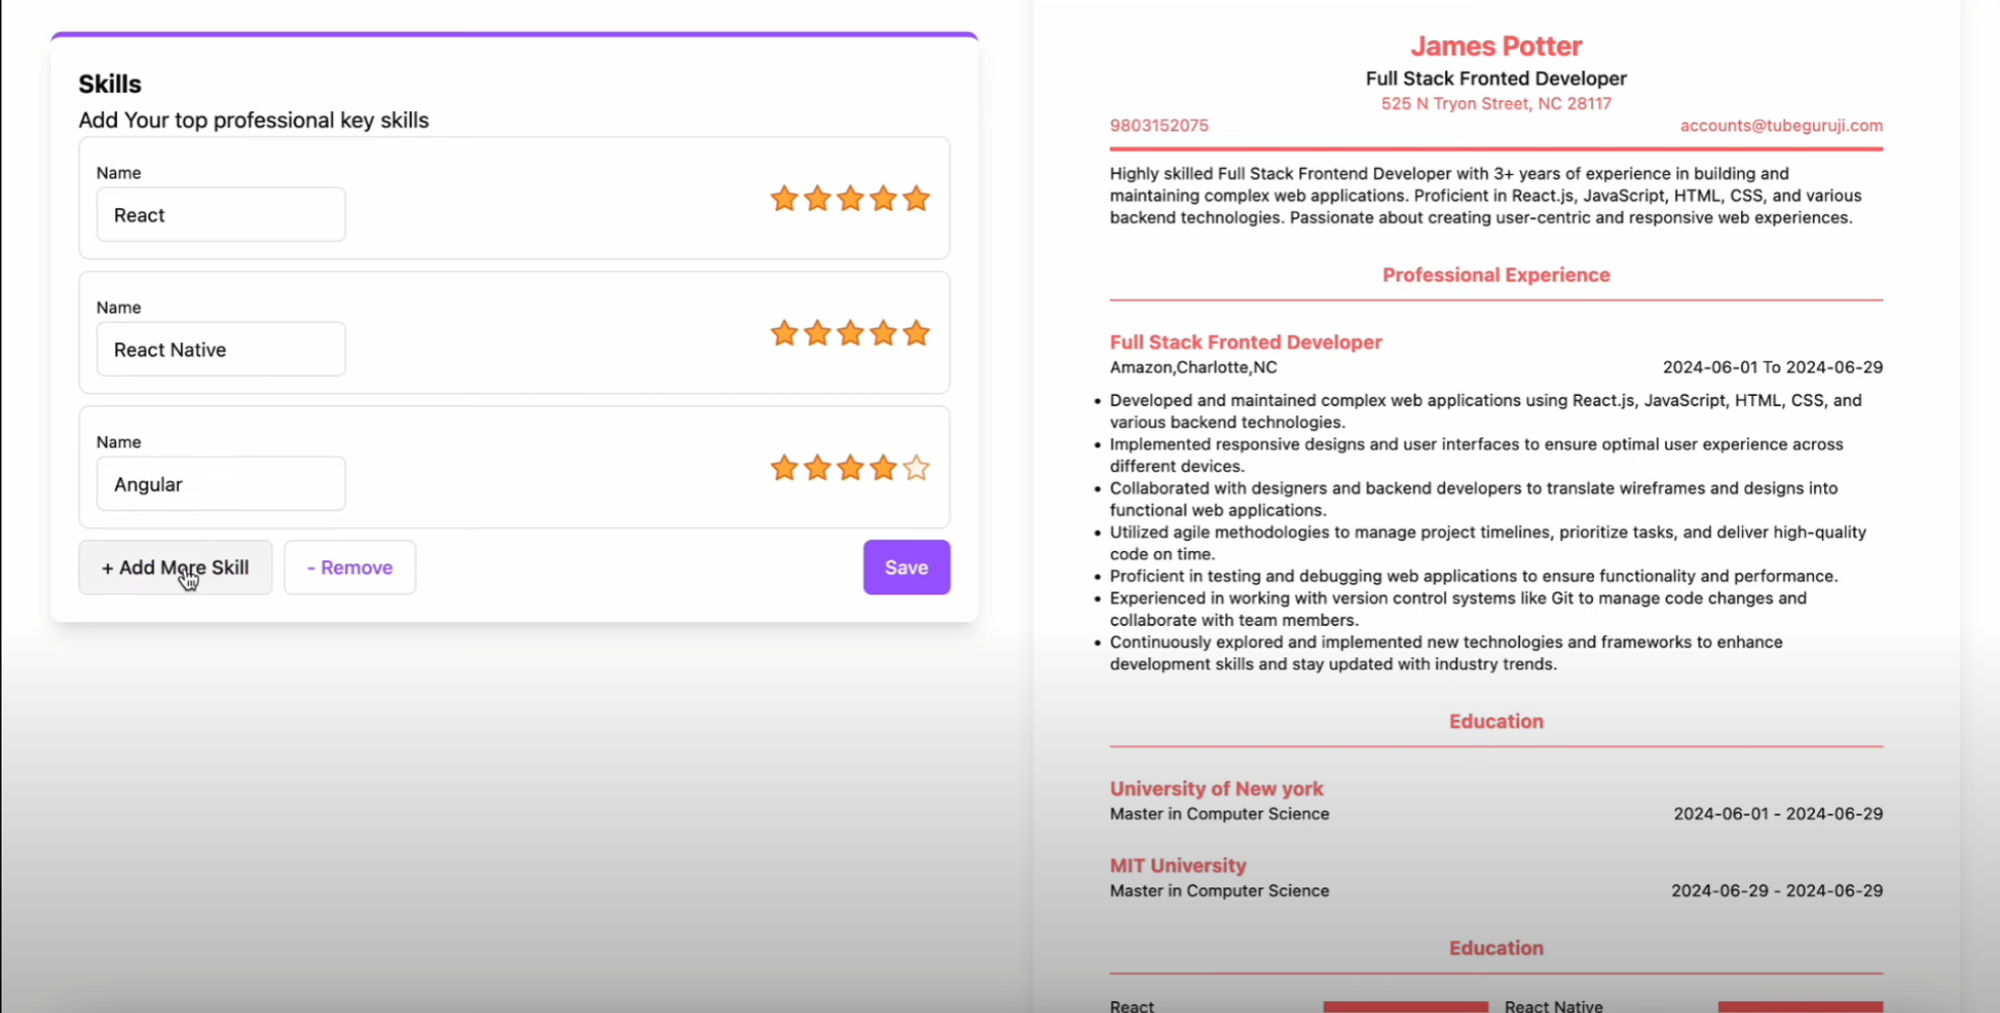 Skills
Add Your top professional key skills
Name
React
Name
React Native
Name
Angular
+ Add More Skill
- Remove
Save
James Potter
Full Stack Fronted Developer
525 N Tryon Street, NC 28117
9803152075 accounts@tubeguruji.com
Highly skilled Full Stack Frontend Developer with 3+ years of experience in building and
maintaining complex web applications. Proficient in React.js, JavaScript, HTML, CSS, and various
backend technologies. Passionate about creating user-centric and responsive web experiences.
Professional Experience
Full Stack Fronted Developer
Amazon,Charlotte,NC 2024-06-01 To 2024-06-29
• Developed and maintained complex web applications using React.js, JavaScript, HTML, CSS, and
various backend technologies.
• Implemented responsive designs and user interfaces to ensure optimal user experience across
different devices.
• Collaborated with designers and backend developers to translate wireframes and designs into
functional web applications.
• Utilized agile methodologies to manage project timelines, prioritize tasks, and deliver high-quality
code on time.
• Proficient in testing and debugging web applications to ensure functionality and performance.
• Experienced in working with version control systems like Git to manage code changes and
collaborate with team members.
• Continuously explored and implemented new technologies and frameworks to enhance
development skills and stay updated with industry trends.
Education
University of New york
Master in Computer Science 2024-06-01 - 2024-06-29
MIT University
Master in Computer Science 2024-06-29 - 2024-06-29
Education
React React Native